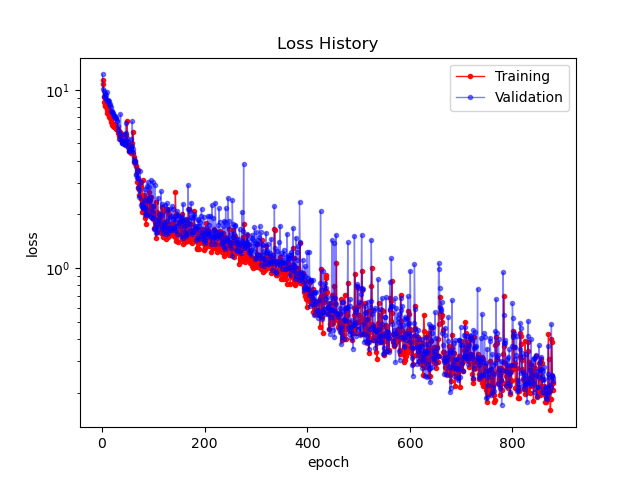 Loss History
Training
Validation
10¹
10⁰
loss
0
200
400
600
800
epoch